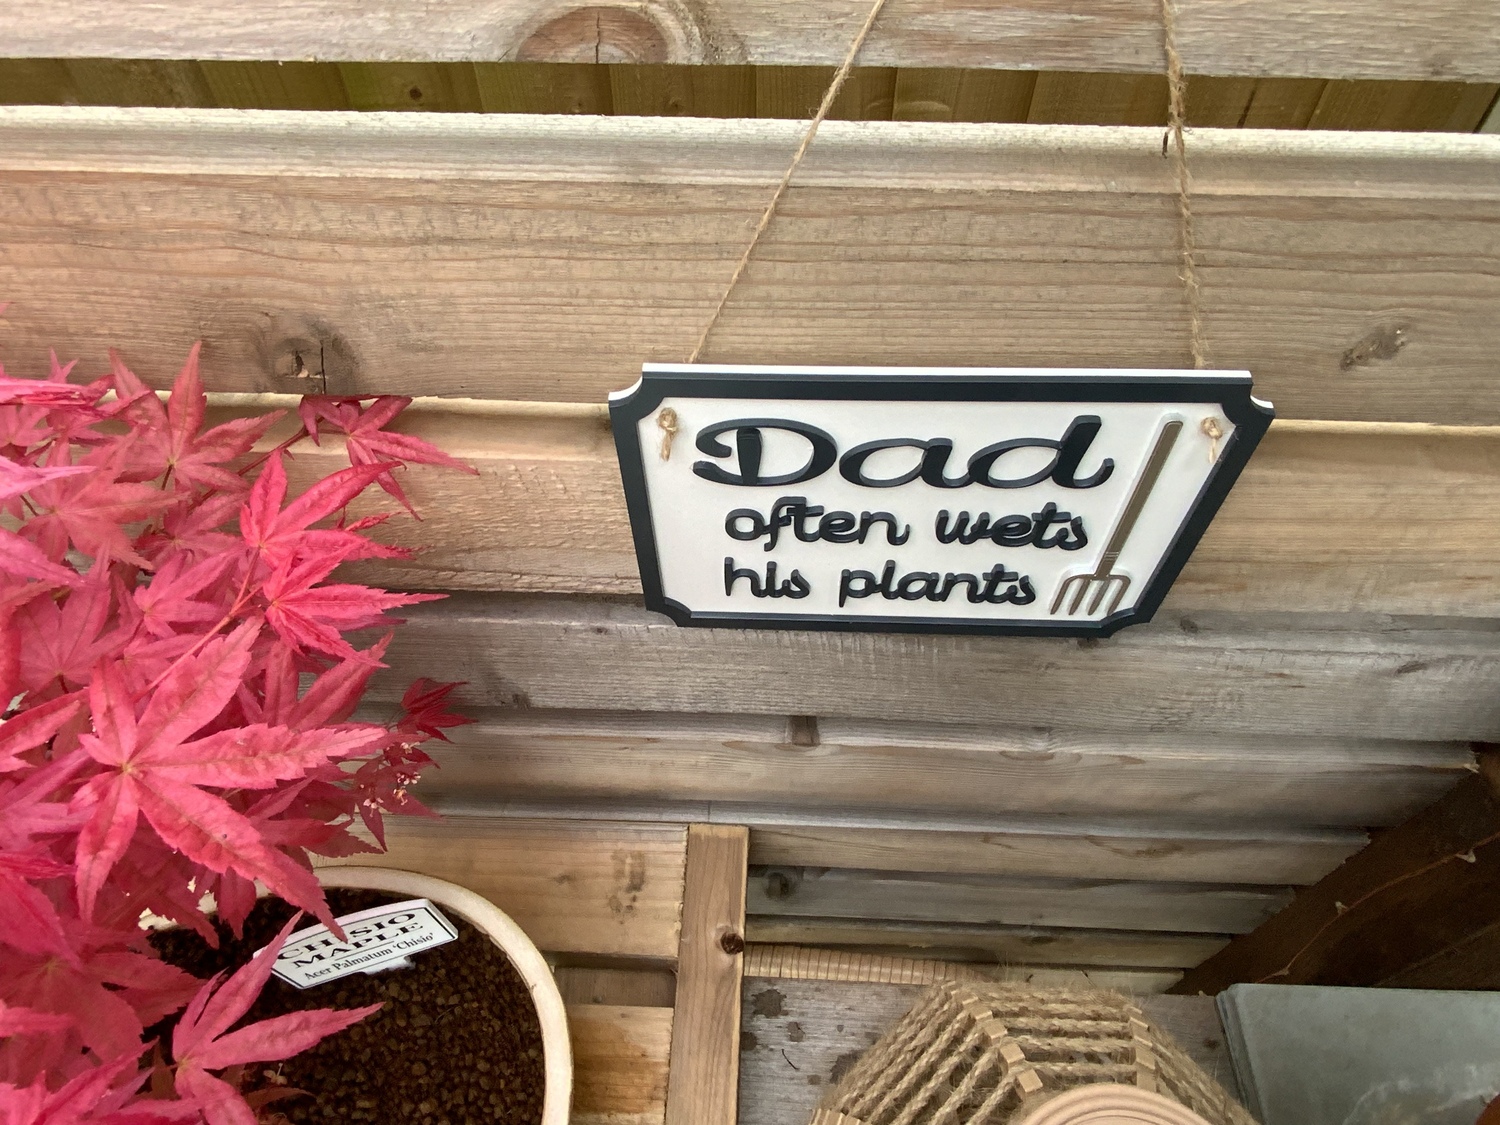 Dad
often wets
his plants
CHISIO
MAPLE
Acer Palmatum 'Chisio'